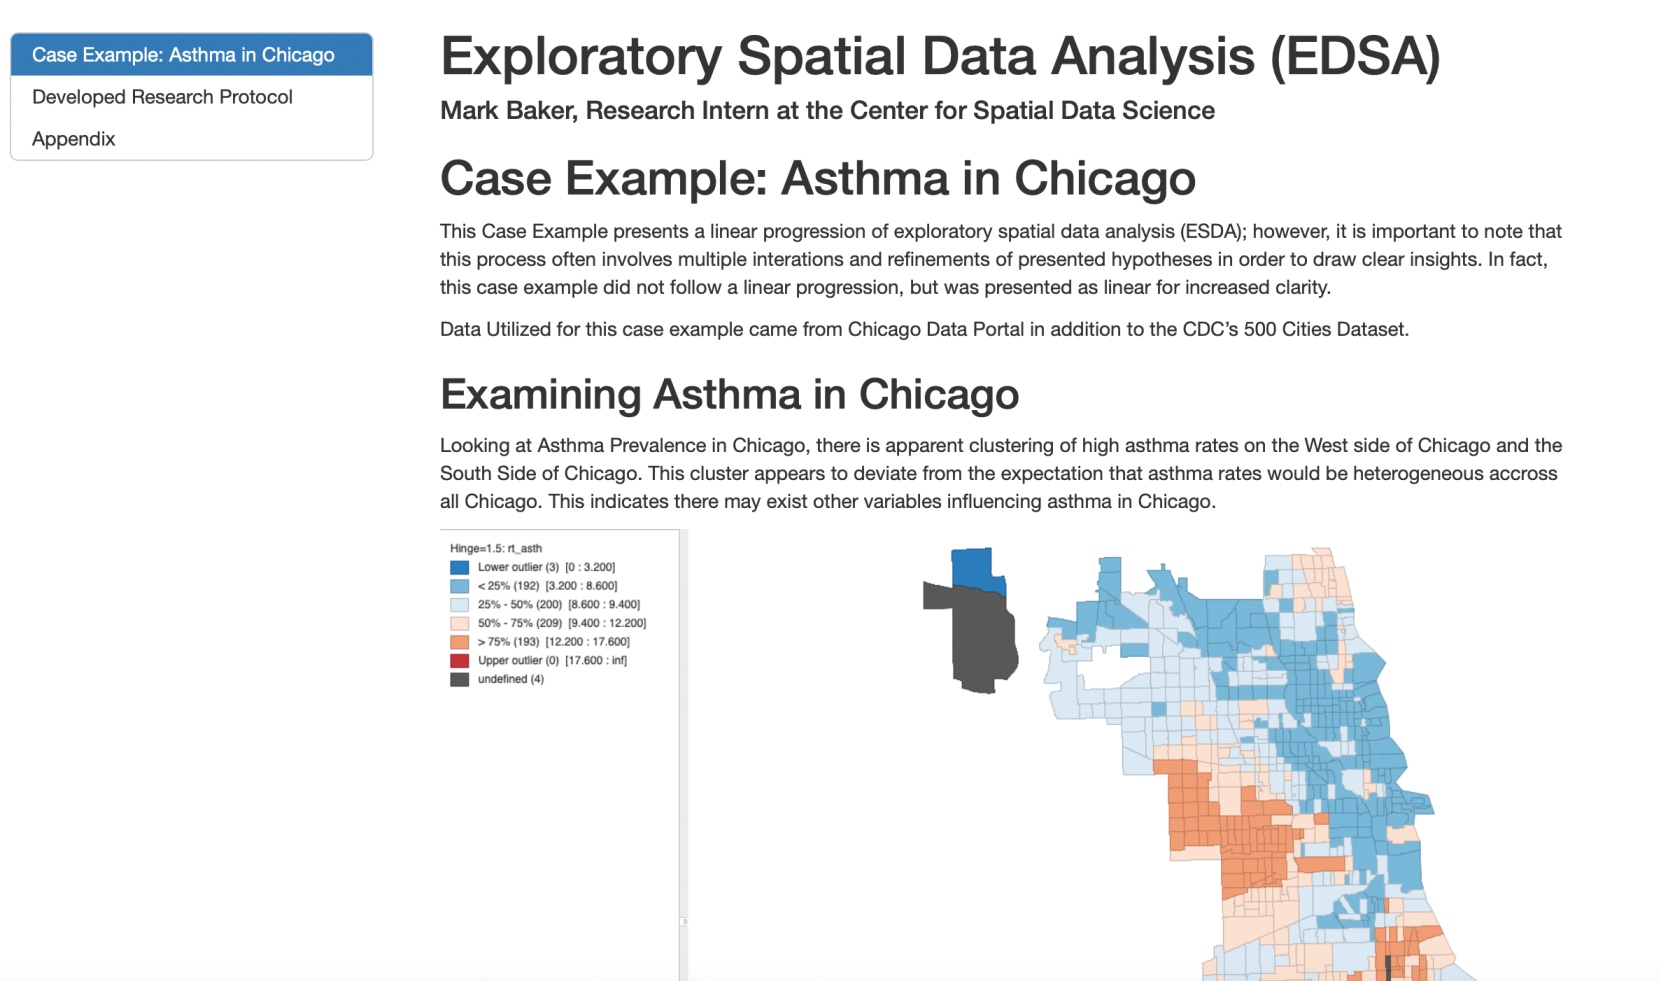 Case Example: Asthma in Chicago
Developed Research Protocol
Appendix
Exploratory Spatial Data Analysis (EDSA)
Mark Baker, Research Intern at the Center for Spatial Data Science
Case Example: Asthma in Chicago
This Case Example presents a linear progression of exploratory spatial data analysis (ESDA); however, it is important to note that
this process often involves multiple interations and refinements of presented hypotheses in order to draw clear insights. In fact,
this case example did not follow a linear progression, but was presented as linear for increased clarity.
Data Utilized for this case example came from Chicago Data Portal in addition to the CDC’s 500 Cities Dataset.
Examining Asthma in Chicago
Looking at Asthma Prevalence in Chicago, there is apparent clustering of high asthma rates on the West side of Chicago and the
South Side of Chicago. This cluster appears to deviate from the expectation that asthma rates would be heterogeneous accross
all Chicago. This indicates there may exist other variables influencing asthma in Chicago.
Hinge=1.5: rt_asth
Lower outlier (3) [0 : 3.200]
< 25% (192) [3.200 : 8.600]
25% - 50% (200) [8.600 : 9.400]
50% - 75% (209) [9.400 : 12.200]
> 75% (193) [12.200 : 17.600]
Upper outlier (0) [17.600 : inf]
undefined (4)